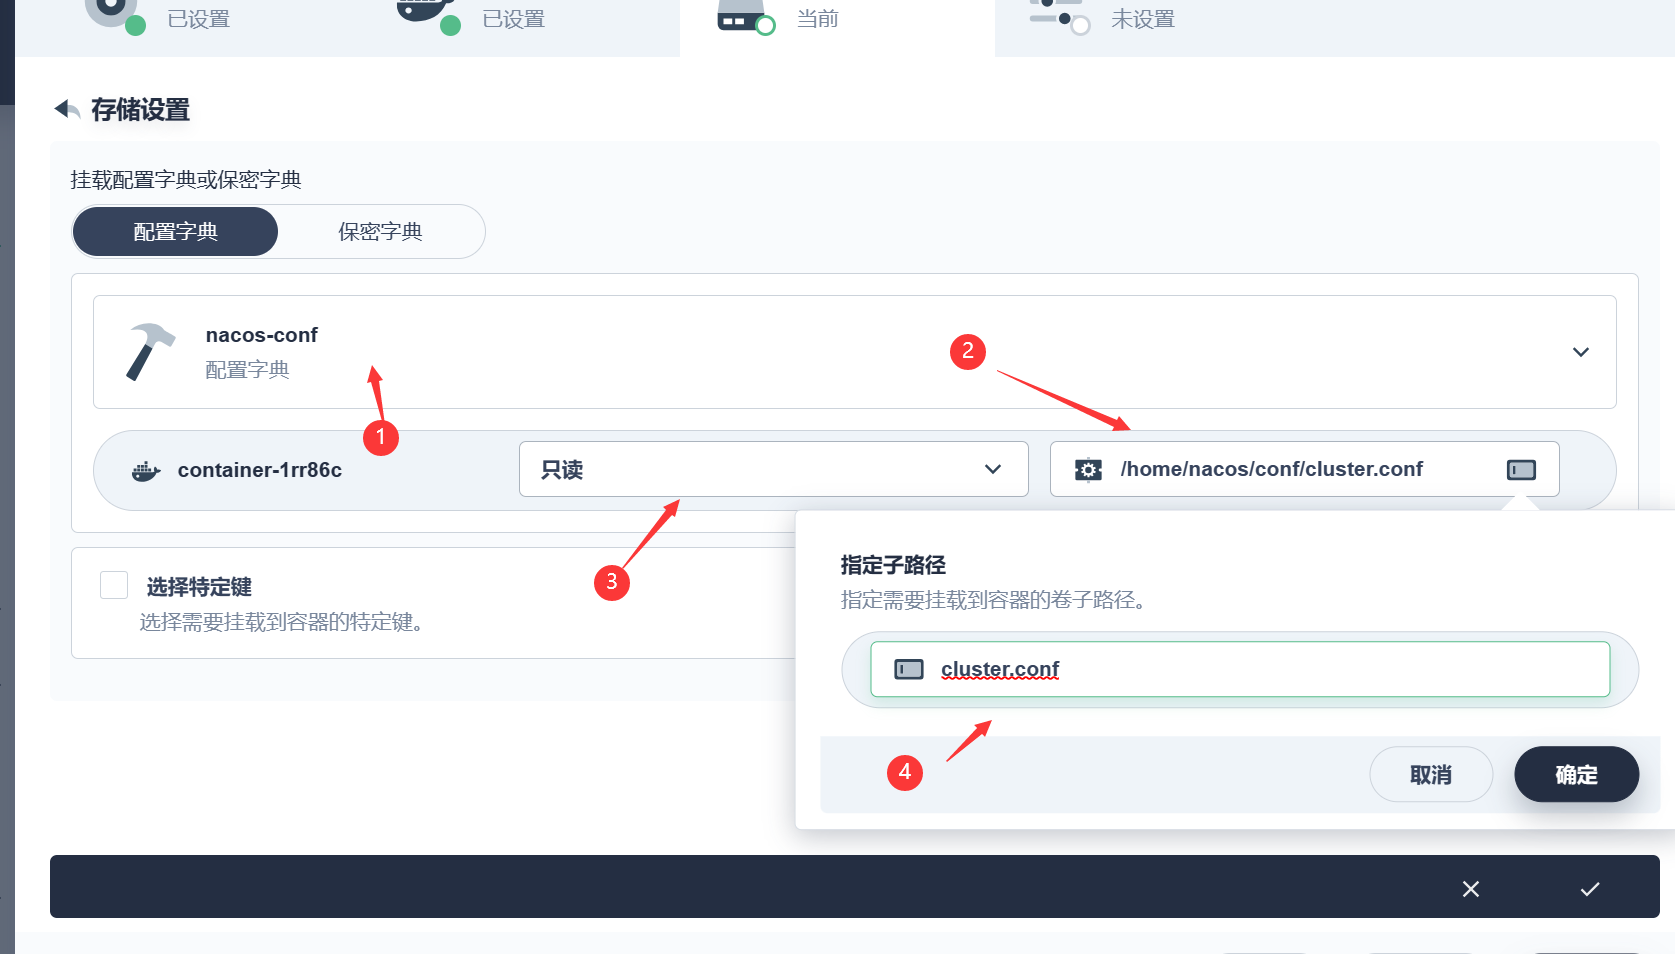 已设置
已设置
当前
未设置
存储设置
挂载配置字典或保密字典
配置字典
保密字典
nacos-conf
配置字典
2
1
container-1rr86c
只读
/home/nacos/conf/cluster.conf
3
选择特定键
选择需要挂载到容器的特定键。
指定子路径
指定需要挂载到容器的卷子路径。
cluster.conf
4
取消
确定